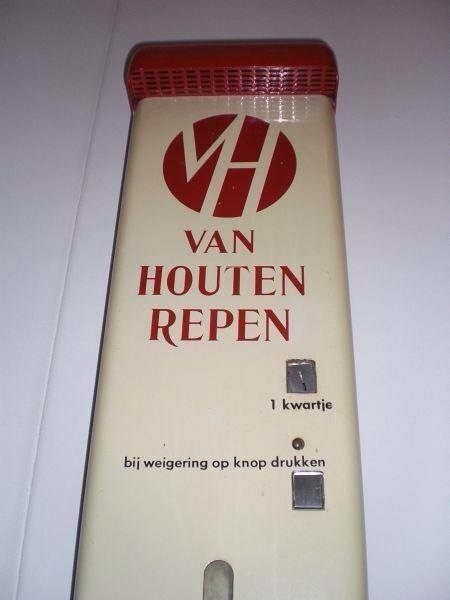 VH
VAN
HOUTEN
REPEN
1 kwartje
bij weigering op knop drukken